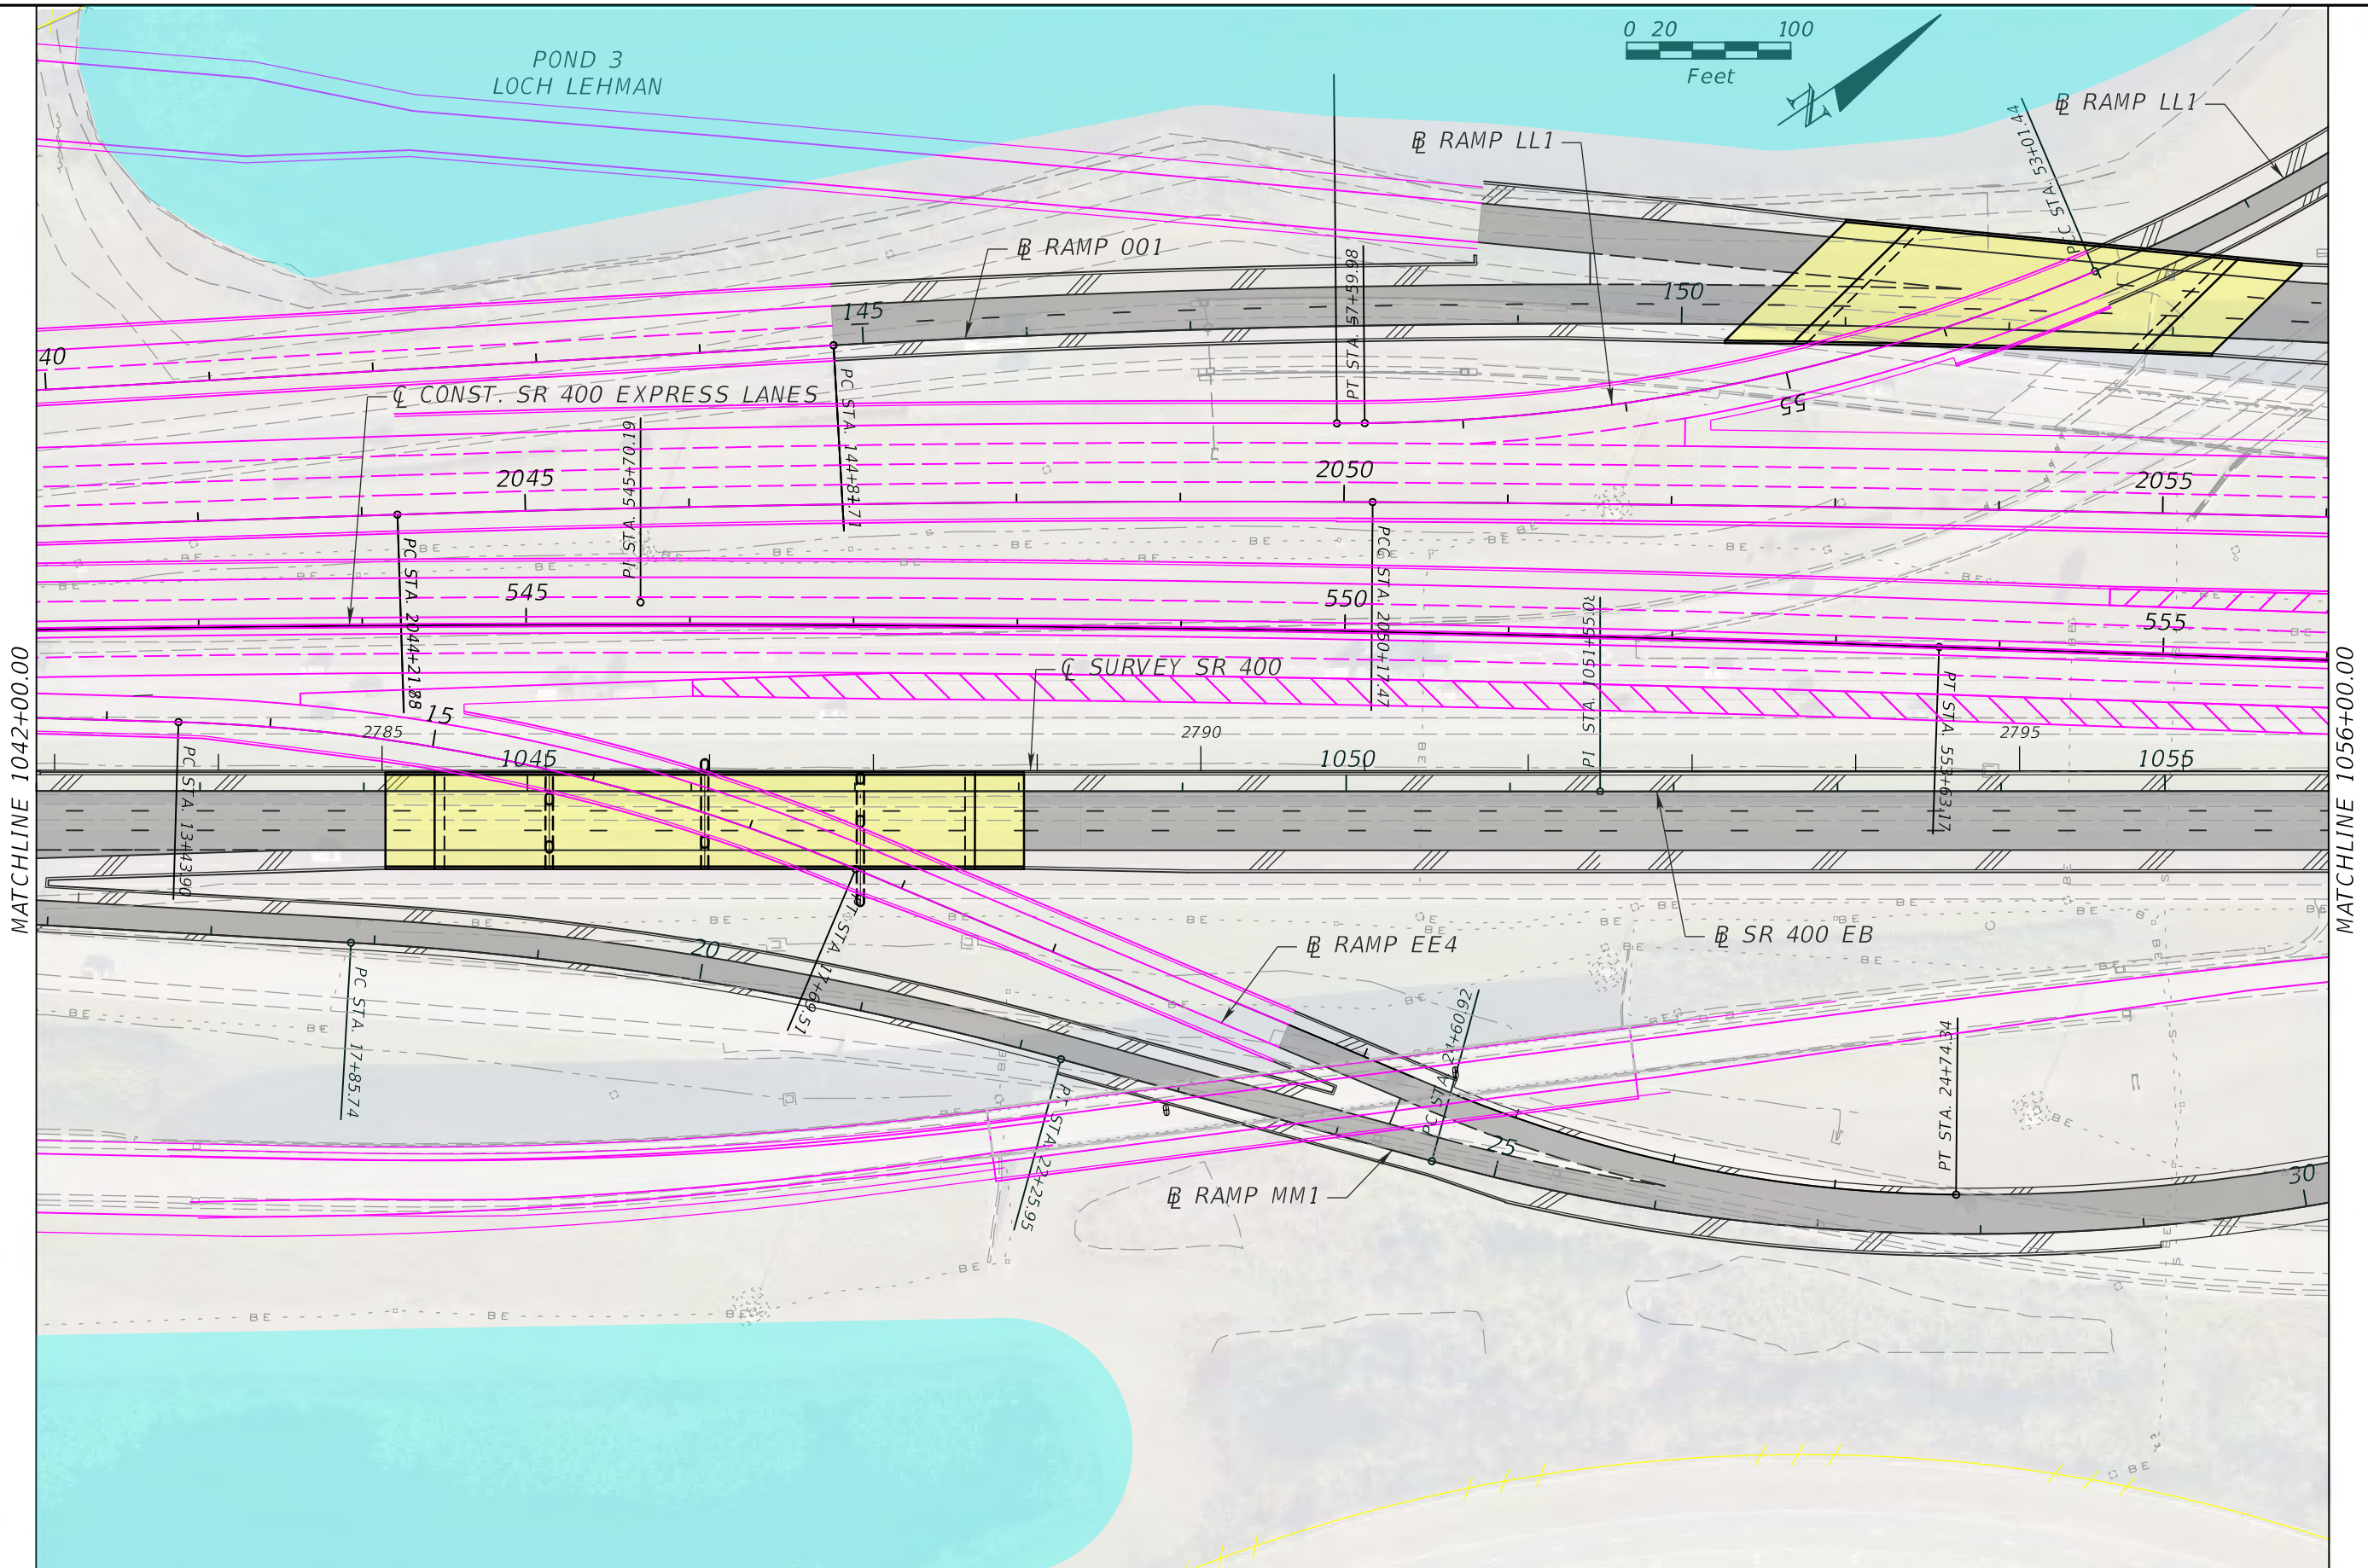 0 20 100
Feet
N
POND 3
LOCH LEHMAN
℄ RAMP LL1
PCC STA. 53+01.44
℄ RAMP LL1
℄ RAMP 001
145
150
40
PT STA. 57+59.98
℄ CONST. SR 400 EXPRESS LANES
PC STA. 144+81.71
55
PI STA. 545+70.19
2045
2050
2055
PC STA. 2044+21.88
PCC STA. 2050+17.47
545
550
555
℄ SURVEY SR 400
PI STA. 1051+55.30
PT STA. 553+63.17
15
2785
2790
2795
1045
1050
1055
PC STA. 13+43.90
MATCHLINE 1042+00.00
MATCHLINE 1056+00.00
℄ SR 400 EB
℄ RAMP EE4
20
PT STA. 17+69.51
PC STA. 17+85.74
PC STA. 22+25.95
PCC STA. 24+60.92
PT STA. 24+74.34
25
℄ RAMP MM1
30
BE